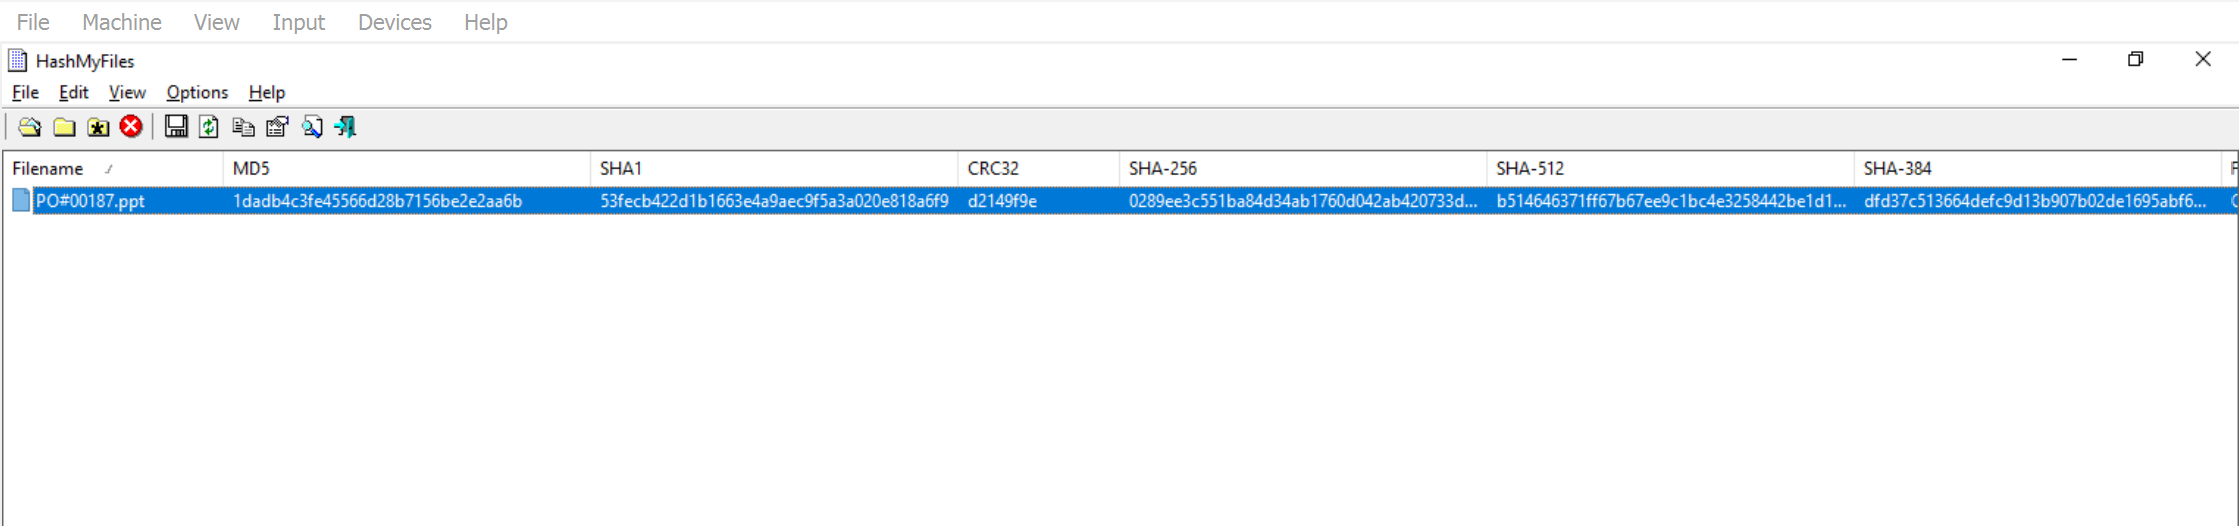 File Machine View Input Devices Help
HashMyFiles
File Edit View Options Help
Filename MD5 SHA1 CRC32 SHA-256 SHA-512 SHA-384
PO#00187.ppt 1dadb4c3fe45566d28b7156be2e2aa6b 53fecb422d1b1663e4a9aec9f5a3a020e818a6f9 d2149f9e 0289ee3c551ba84d34ab1760d042ab420733d... b514646371ff67b67ee9c1bc4e3258442be1d1... dfd37c513664defc9d13b907b02de1695abf6...